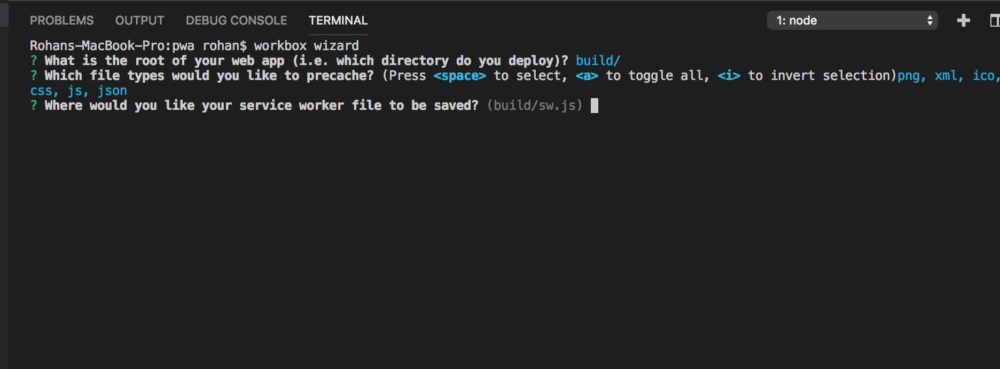 PROBLEMS OUTPUT DEBUG CONSOLE TERMINAL 1: node
Rohans-MacBook-Pro:pwa rohan$ workbox wizard
? What is the root of your web app (i.e. which directory do you deploy)? build/
? Which file types would you like to precache? (Press <space> to select, <a> to toggle all, <i> to invert selection)png, xml, ico,
css, js, json
? Where would you like your service worker file to be saved? (build/sw.js)